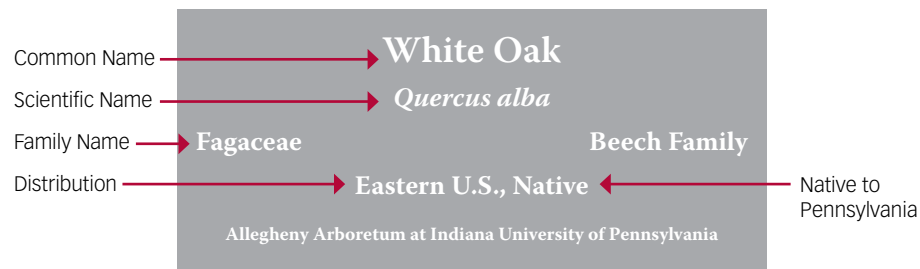 Common Name
White Oak
Scientific Name
Quercus alba
Family Name
Fagaceae
Beech Family
Distribution
Eastern U.S., Native
Native to
Pennsylvania
Allegheny Arboretum at Indiana University of Pennsylvania